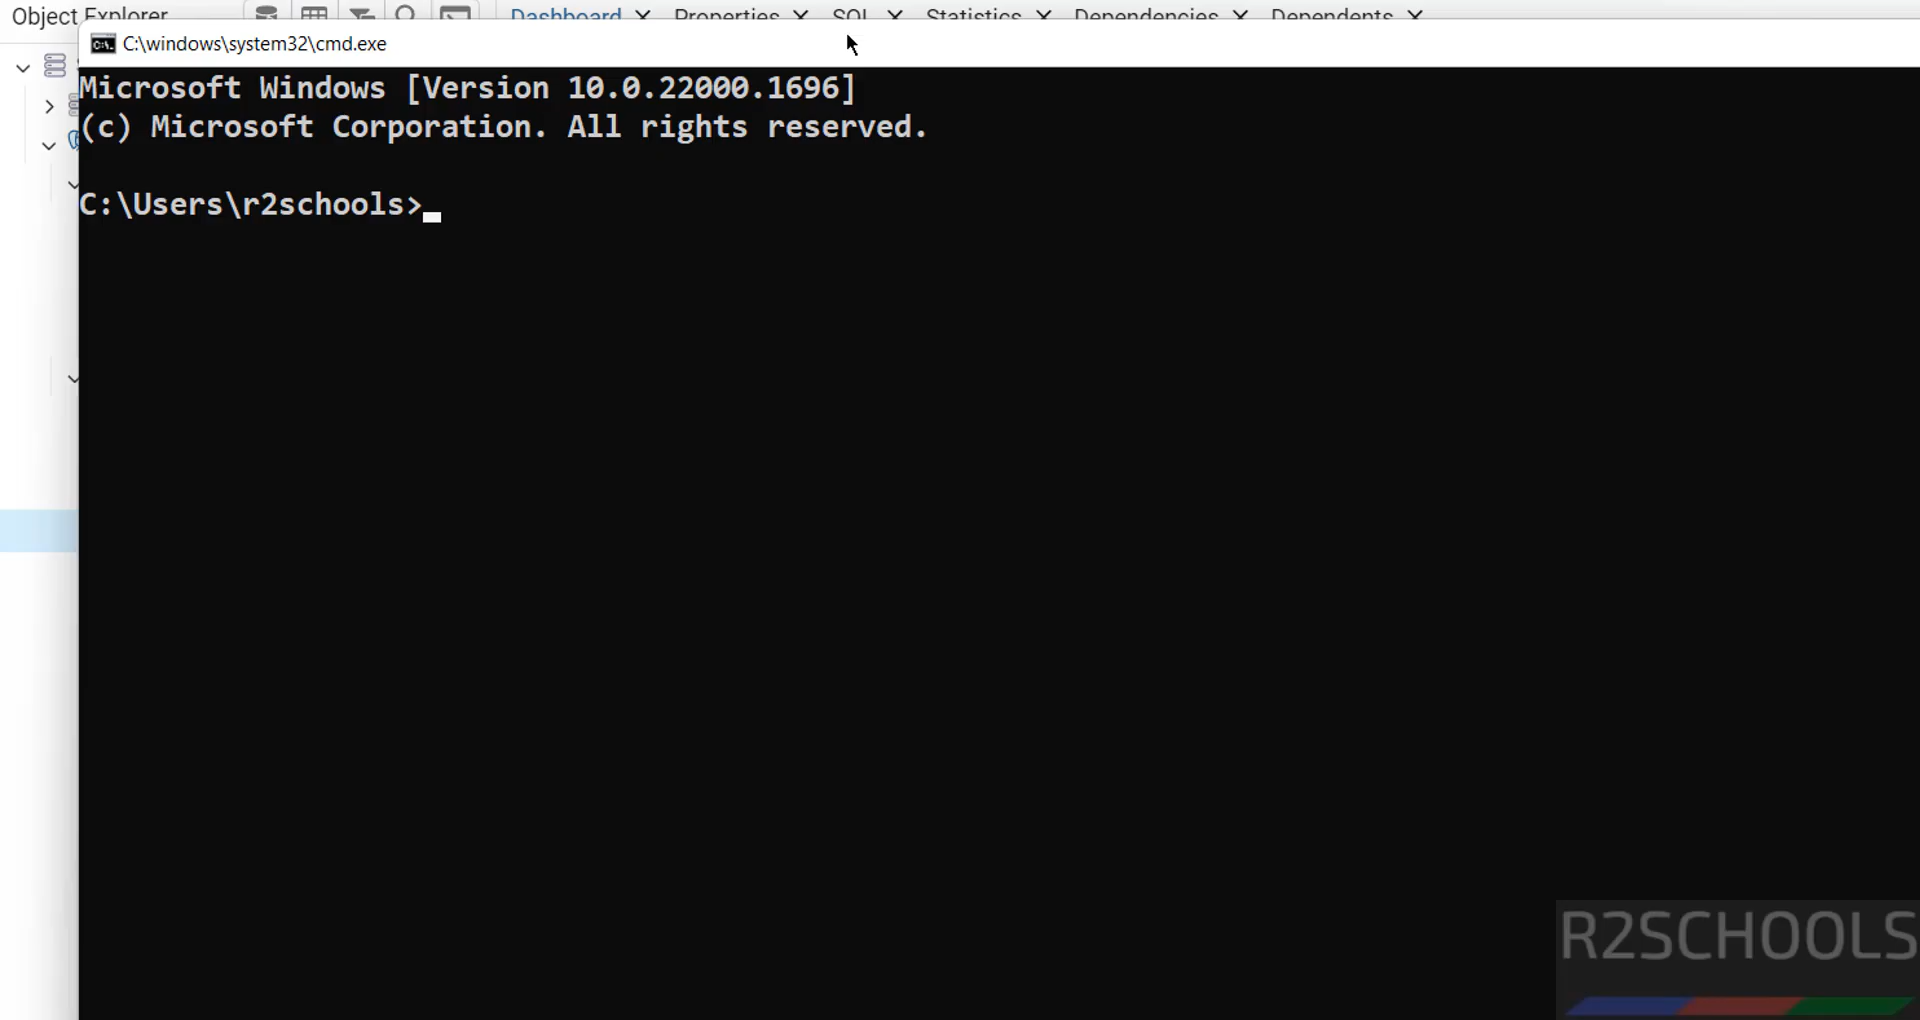 Object Explorer
Dashboard Properties SQL Statistics Dependencies Dependents
C:\windows\system32\cmd.exe
Microsoft Windows [Version 10.0.22000.1696]
(c) Microsoft Corporation. All rights reserved.
C:\Users\r2schools>
R2SCHOOLS